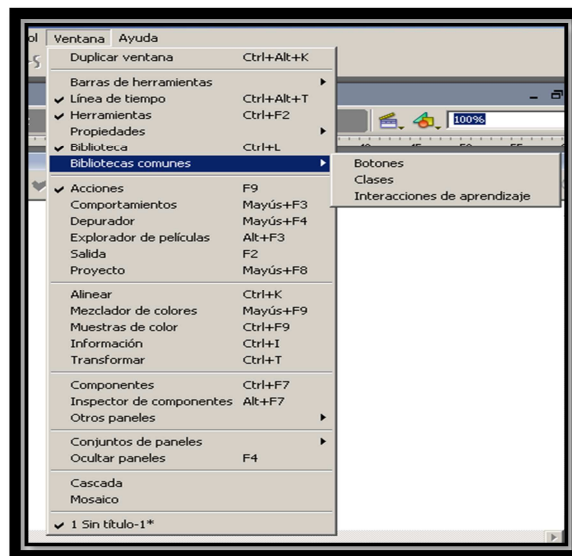 ol Ventana Ayuda
Duplicar ventana Ctrl+Alt+K
Barras de herramientas
Línea de tiempo Ctrl+Alt+T
Herramientas Ctrl+F2
100%
Propiedades
Biblioteca Ctrl+L
Bibliotecas comunes
Botones
Clases
Interacciones de aprendizaje
Acciones F9
Comportamientos Mayús+F3
Depurador Mayús+F4
Explorador de películas Alt+F3
Salida F2
Proyecto Mayús+F8
Alinear Ctrl+K
Mezclador de colores Mayús+F9
Muestras de color Ctrl+F9
Información Ctrl+I
Transformar Ctrl+T
Componentes Ctrl+F7
Inspector de componentes Alt+F7
Otros paneles
Conjuntos de paneles
Ocultar paneles F4
Cascada
Mosaico
1 Sin título-1*